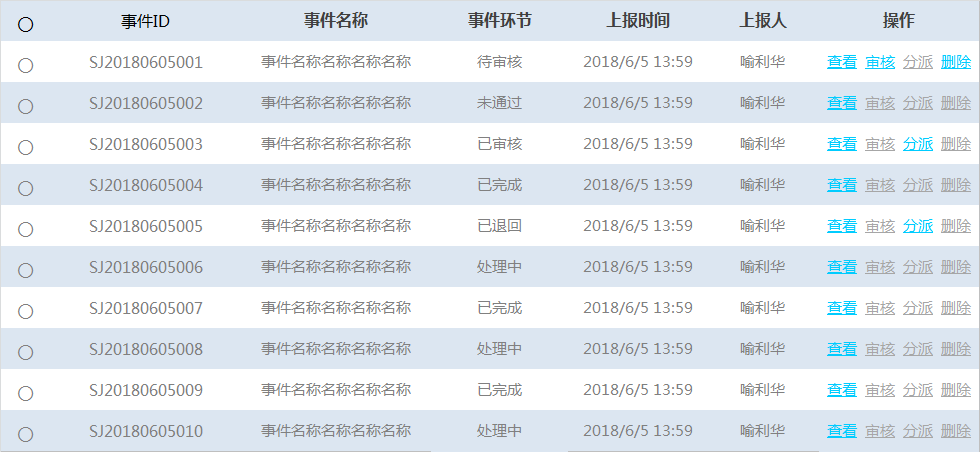 事件ID 事件名称 事件环节 上报时间 上报人 操作
SJ20180605001 事件名称名称名称名称 待审核 2018/6/5 13:59 喻利华 查看 审核 分派 删除
SJ20180605002 事件名称名称名称名称 未通过 2018/6/5 13:59 喻利华 查看 审核 分派 删除
SJ20180605003 事件名称名称名称名称 已审核 2018/6/5 13:59 喻利华 查看 审核 分派 删除
SJ20180605004 事件名称名称名称名称 已完成 2018/6/5 13:59 喻利华 查看 审核 分派 删除
SJ20180605005 事件名称名称名称名称 已退回 2018/6/5 13:59 喻利华 查看 审核 分派 删除
SJ20180605006 事件名称名称名称名称 处理中 2018/6/5 13:59 喻利华 查看 审核 分派 删除
SJ20180605007 事件名称名称名称名称 已完成 2018/6/5 13:59 喻利华 查看 审核 分派 删除
SJ20180605008 事件名称名称名称名称 处理中 2018/6/5 13:59 喻利华 查看 审核 分派 删除
SJ20180605009 事件名称名称名称名称 已完成 2018/6/5 13:59 喻利华 查看 审核 分派 删除
SJ20180605010 事件名称名称名称名称 处理中 2018/6/5 13:59 喻利华 查看 审核 分派 删除